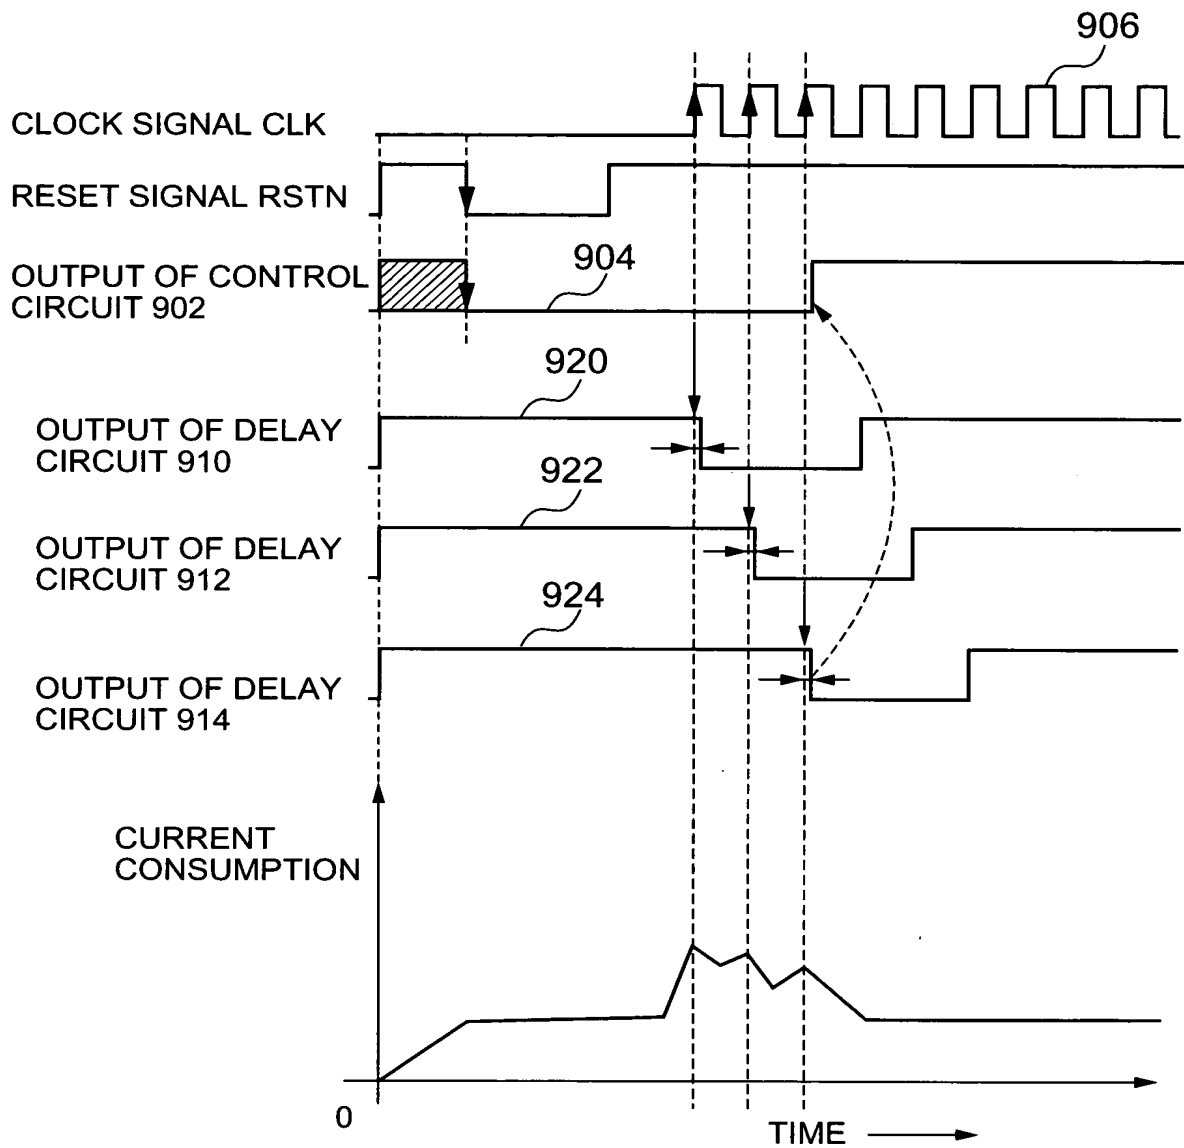 906
CLOCK SIGNAL CLK
RESET SIGNAL RSTN
904
OUTPUT OF CONTROL
CIRCUIT 902
920
OUTPUT OF DELAY
CIRCUIT 910
922
OUTPUT OF DELAY
CIRCUIT 912
924
OUTPUT OF DELAY
CIRCUIT 914
CURRENT
CONSUMPTION
0
TIME